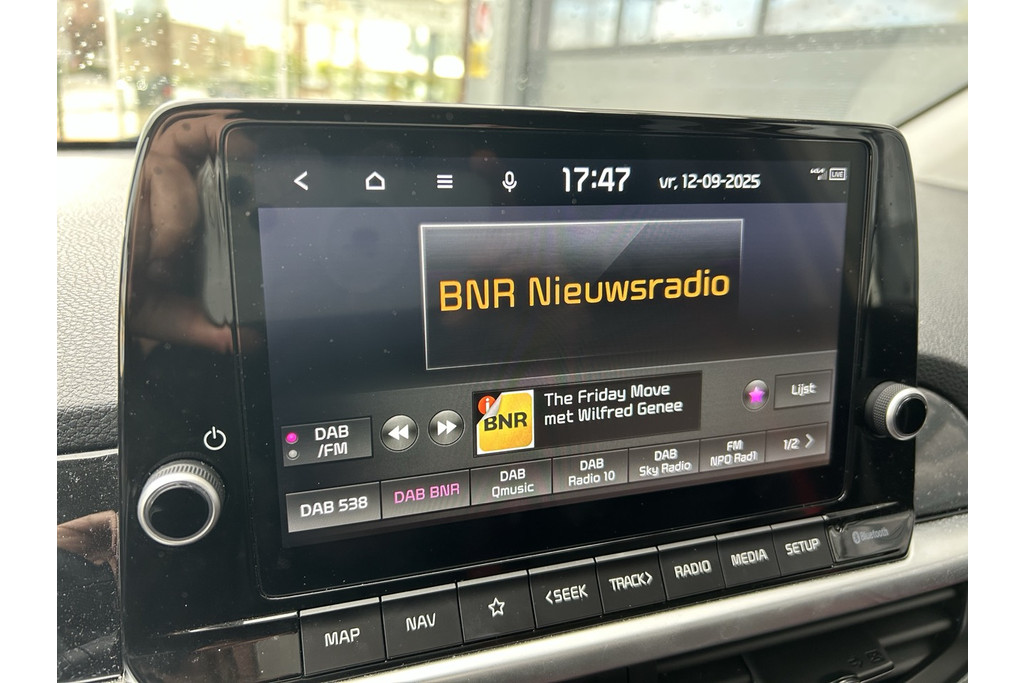 17:47
vr, 12-09-2025
KIA
LIVE
BNR Nieuwsradio
i
BNR
The Friday Move
met Wilfred Genee
Lijst
DAB
/FM
DAB 538
DAB BNR
DAB
Qmusic
DAB
Radio 10
DAB
Sky Radio
FM
NPO Rad1
1/2 >
MAP
NAV
<SEEK
TRACK>
RADIO
MEDIA
SETUP
Bluetooth